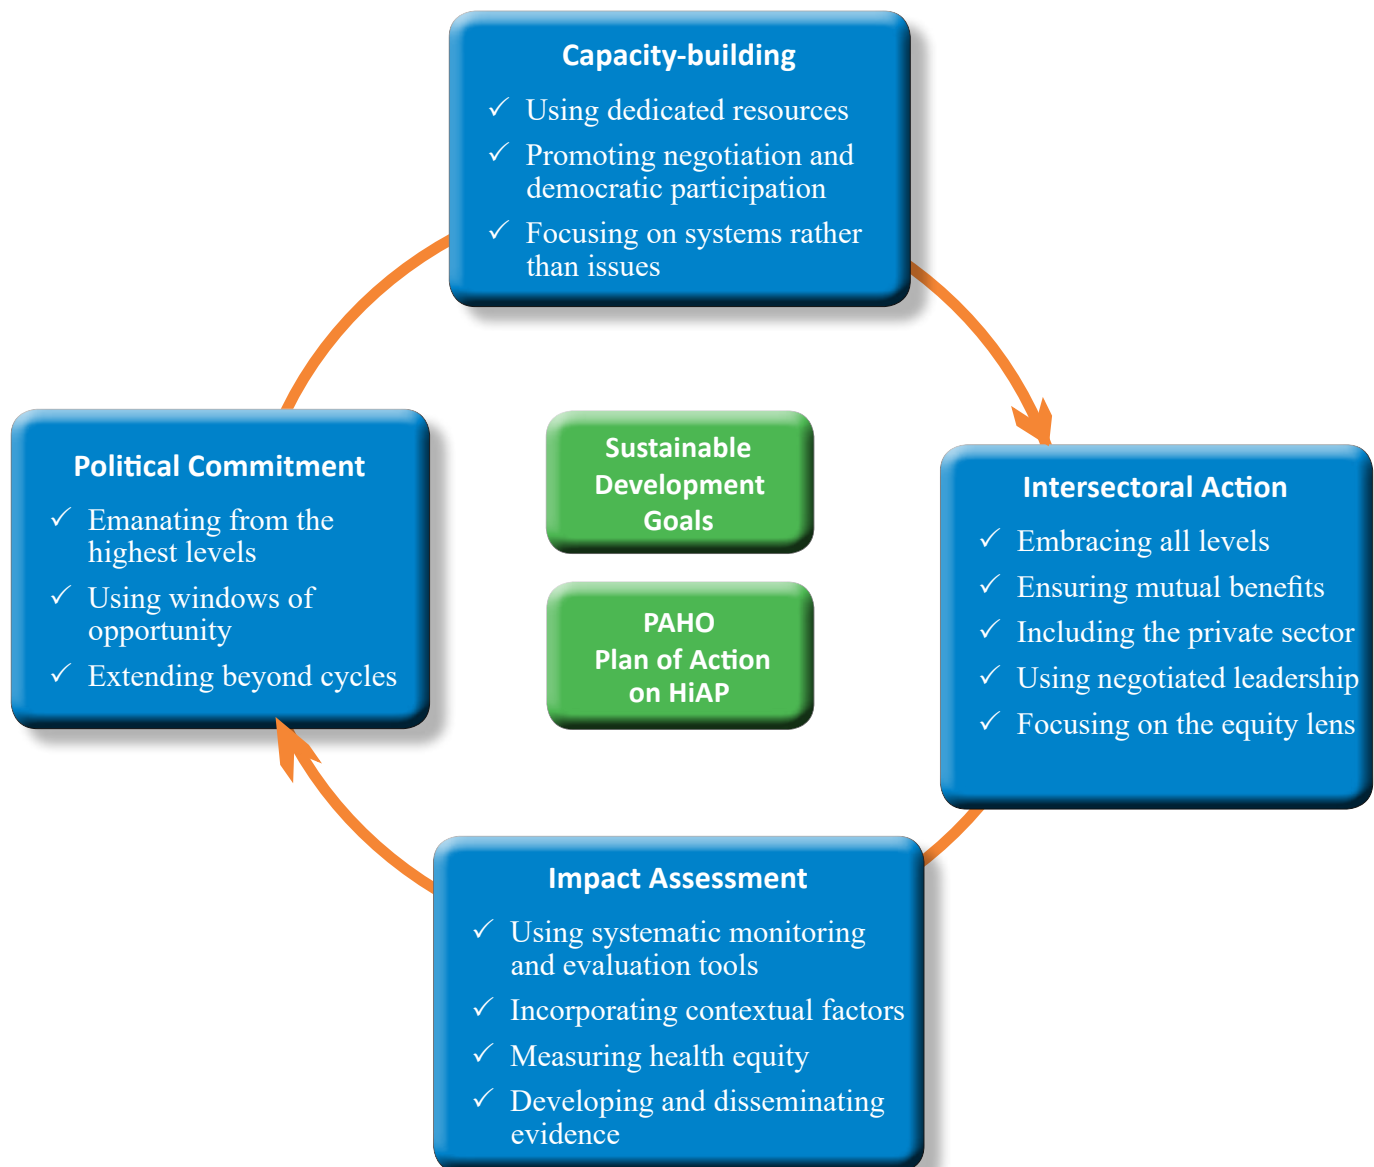 Capacity-building
✓ Using dedicated resources
✓ Promoting negotiation and
democratic participation
✓ Focusing on systems rather
than issues
Political Commitment
✓ Emanating from the
highest levels
✓ Using windows of
opportunity
✓ Extending beyond cycles
Sustainable
Development
Goals
PAHO
Plan of Action
on HiAP
Intersectoral Action
✓ Embracing all levels
✓ Ensuring mutual benefits
✓ Including the private sector
✓ Using negotiated leadership
✓ Focusing on the equity lens
Impact Assessment
✓ Using systematic monitoring
and evaluation tools
✓ Incorporating contextual factors
✓ Measuring health equity
✓ Developing and disseminating
evidence